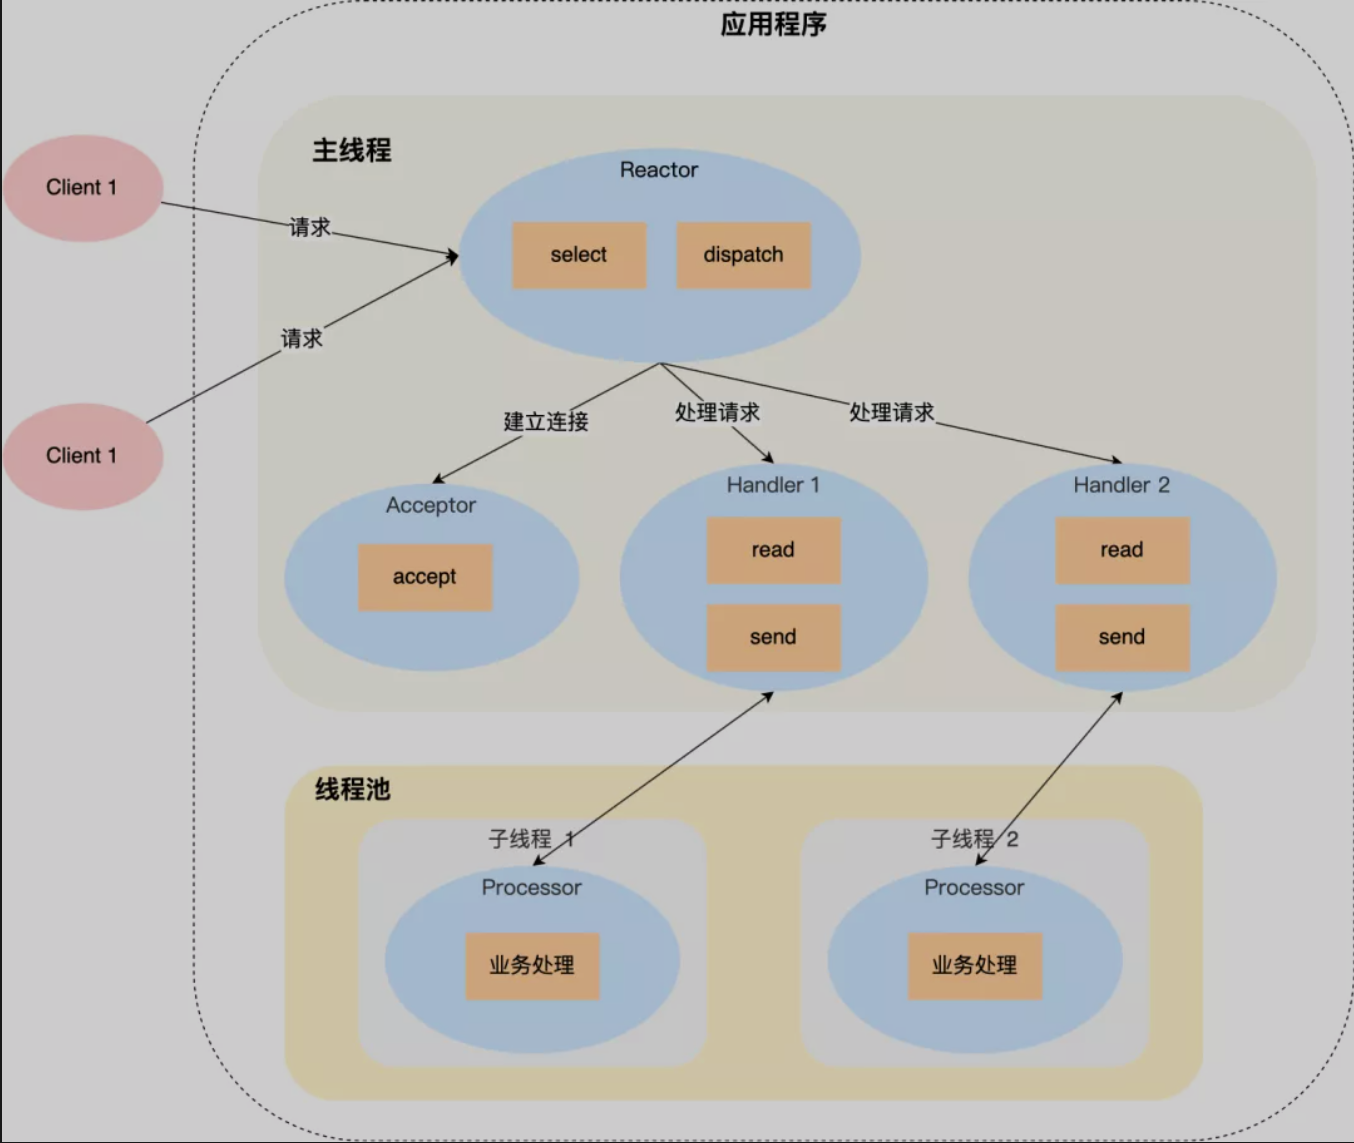 应用程序
主线程
Client 1
请求
Reactor
select
dispatch
请求
Client 1
建立连接
处理请求
处理请求
Acceptor
accept
Handler 1
read
send
Handler 2
read
send
线程池
子线程 1
Processor
业务处理
子线程 2
Processor
业务处理